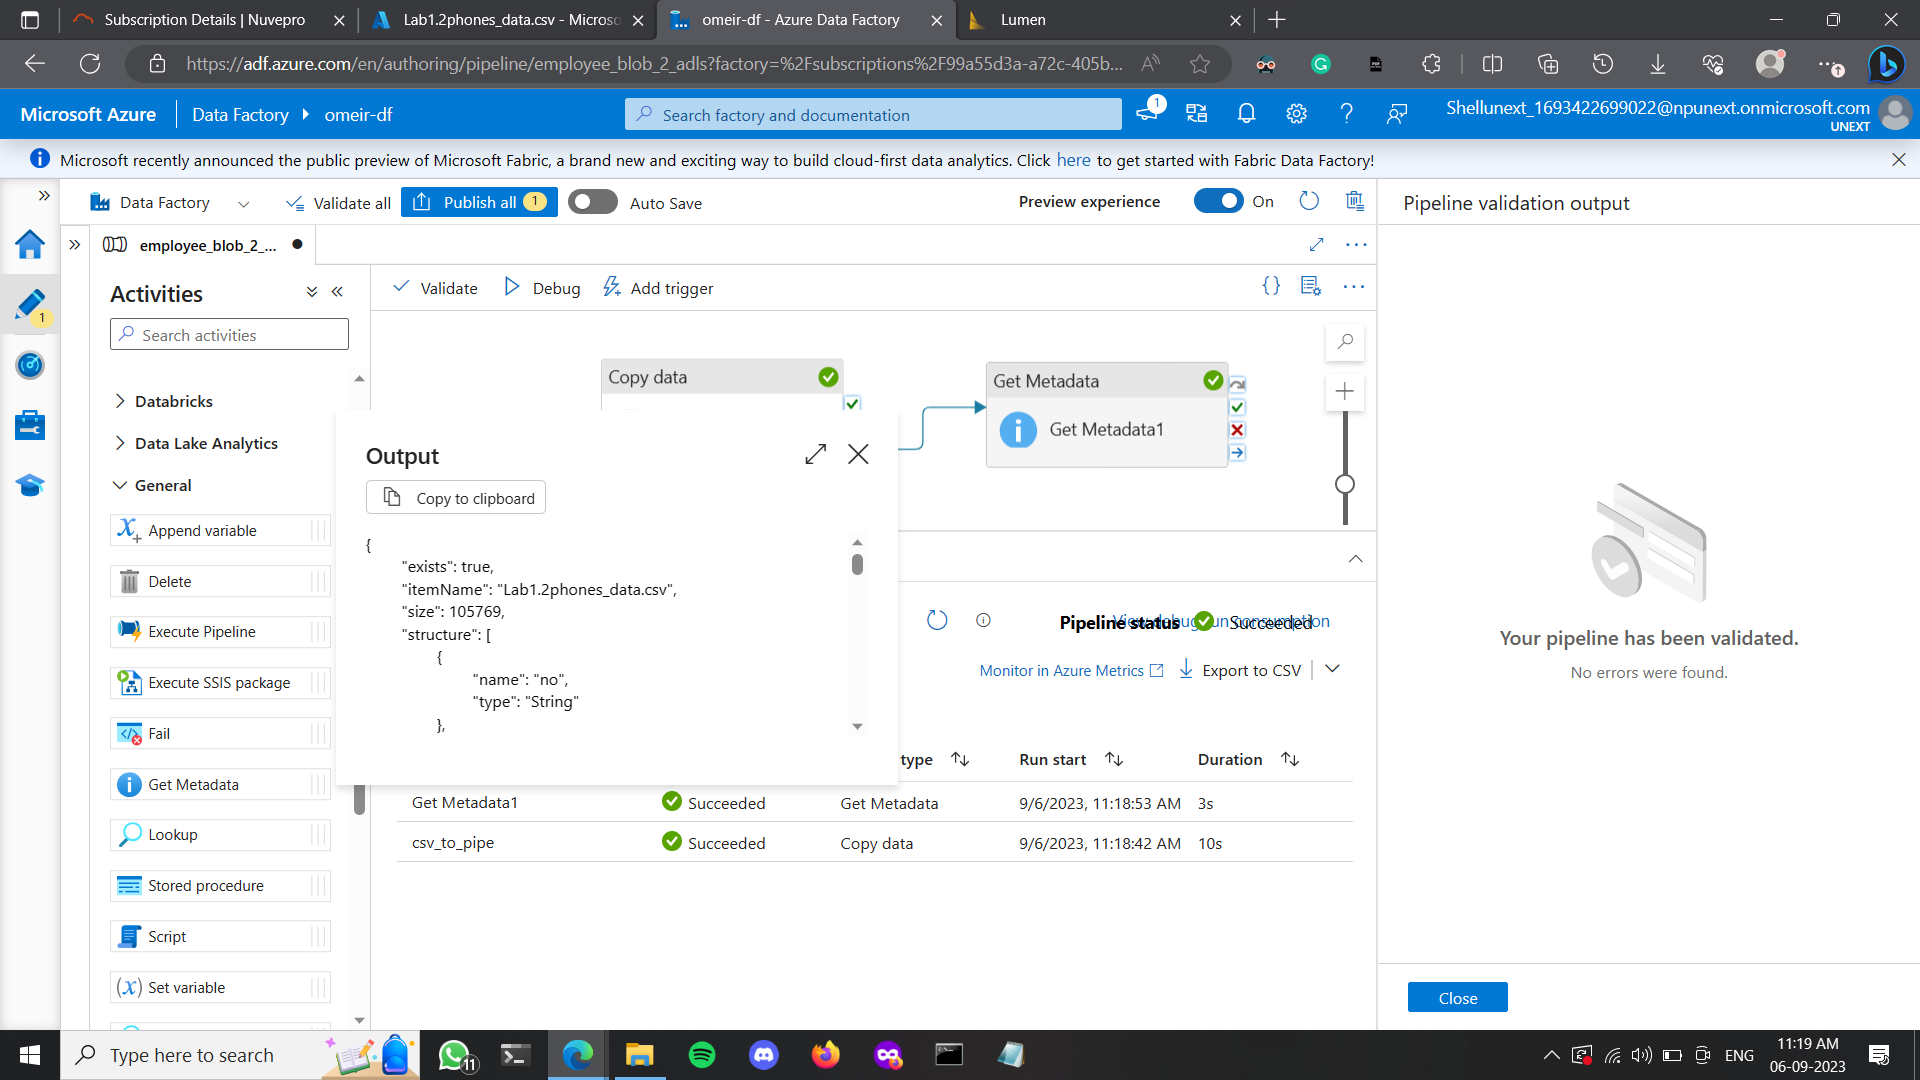 Subscription Details | Nuvepro
Lab1.2phones_data.csv - Microso
omeir-df - Azure Data Factory
Lumen
https://adf.azure.com/en/authoring/pipeline/employee_blob_2_adls?factory=%2Fsubscriptions%2F99a55d3a-a72c-405b...
Microsoft Azure
Data Factory
omeir-df
Search factory and documentation
1
Shellunext_1693422699022@npunext.onmicrosoft.com
UNEXT
Microsoft recently announced the public preview of Microsoft Fabric, a brand new and exciting way to build cloud-first data analytics. Click here to get started with Fabric Data Factory!
Data Factory
Validate all
Publish all 1
Auto Save
Preview experience
On
Pipeline validation output
employee_blob_2_...
Activities
Validate
Debug
Add trigger
1
Search activities
Copy data
Get Metadata
Get Metadata1
Databricks
Data Lake Analytics
General
Append variable
Delete
Execute Pipeline
Execute SSIS package
Fail
Get Metadata
Lookup
Stored procedure
Script
(x) Set variable
Output
Copy to clipboard
{
"exists": true,
"itemName": "Lab1.2phones_data.csv",
"size": 105769,
"structure": [
{
"name": "no",
"type": "String"
},
Pipeline status Succeeded
View debug run consumption
Monitor in Azure Metrics
Export to CSV
type
Run start
Duration
Get Metadata1 Succeeded Get Metadata 9/6/2023, 11:18:53 AM 3s
csv_to_pipe Succeeded Copy data 9/6/2023, 11:18:42 AM 10s
Your pipeline has been validated.
No errors were found.
Close
Type here to search
11
ENG
11:19 AM
06-09-2023